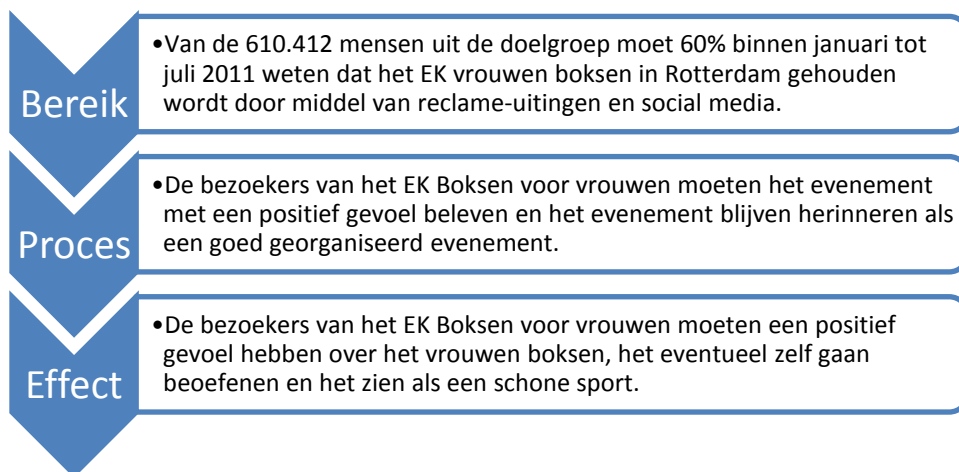 Bereik
•Van de 610.412 mensen uit de doelgroep moet 60% binnen januari tot
juli 2011 weten dat het EK vrouwen boksen in Rotterdam gehouden
wordt door middel van reclame-uitingen en social media.
Proces
•De bezoekers van het EK Boksen voor vrouwen moeten het evenement
met een positief gevoel beleven en het evenement blijven herinneren als
een goed georganiseerd evenement.
Effect
•De bezoekers van het EK Boksen voor vrouwen moeten een positief
gevoel hebben over het vrouwen boksen, het eventueel zelf gaan
beoefenen en het zien als een schone sport.